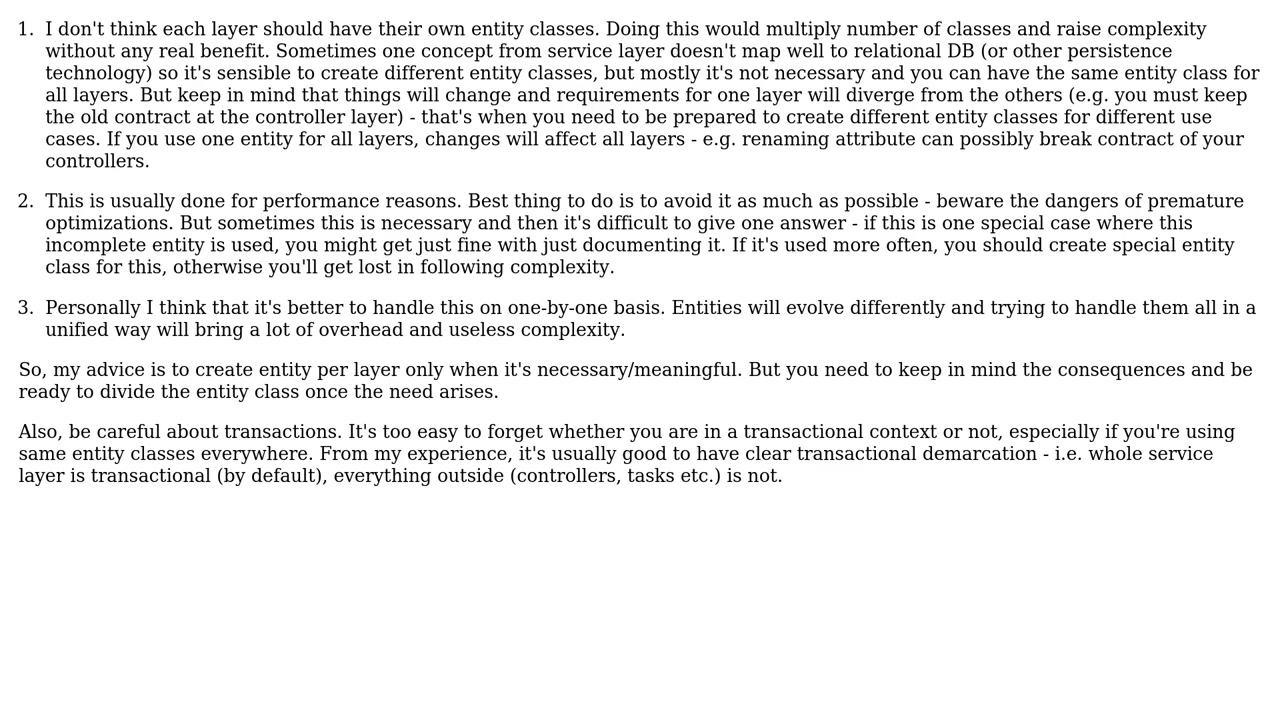 1. I don't think each layer should have their own entity classes. Doing this would multiply number of classes and raise complexity
without any real benefit. Sometimes one concept from service layer doesn't map well to relational DB (or other persistence
technology) so it's sensible to create different entity classes, but mostly it's not necessary and you can have the same entity class for
all layers. But keep in mind that things will change and requirements for one layer will diverge from the others (e.g. you must keep
the old contract at the controller layer) - that's when you need to be prepared to create different entity classes for different use
cases. If you use one entity for all layers, changes will affect all layers - e.g. renaming attribute can possibly break contract of your
controllers.
2. This is usually done for performance reasons. Best thing to do is to avoid it as much as possible - beware the dangers of premature
optimizations. But sometimes this is necessary and then it's difficult to give one answer - if this is one special case where this
incomplete entity is used, you might get just fine with just documenting it. If it's used more often, you should create special entity
class for this, otherwise you'll get lost in following complexity.
3. Personally I think that it's better to handle this on one-by-one basis. Entities will evolve differently and trying to handle them all in a
unified way will bring a lot of overhead and useless complexity.
So, my advice is to create entity per layer only when it's necessary/meaningful. But you need to keep in mind the consequences and be
ready to divide the entity class once the need arises.
Also, be careful about transactions. It's too easy to forget whether you are in a transactional context or not, especially if you're using
same entity classes everywhere. From my experience, it's usually good to have clear transactional demarcation - i.e. whole service
layer is transactional (by default), everything outside (controllers, tasks etc.) is not.